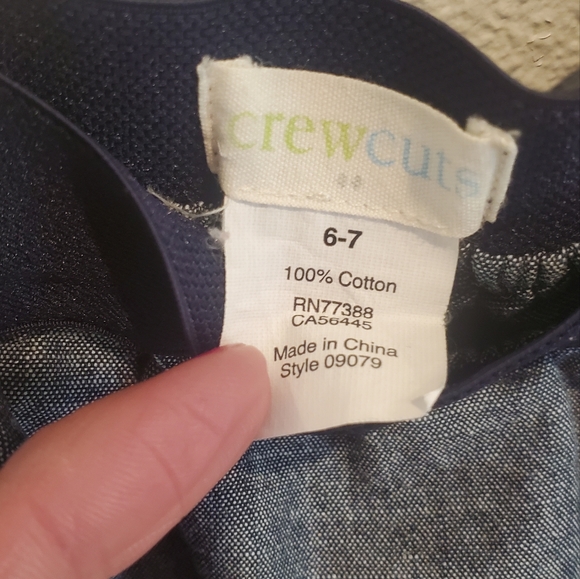 crewcuts
6-7
100% Cotton
RN77388
CA56445
Made in China
Style 09079